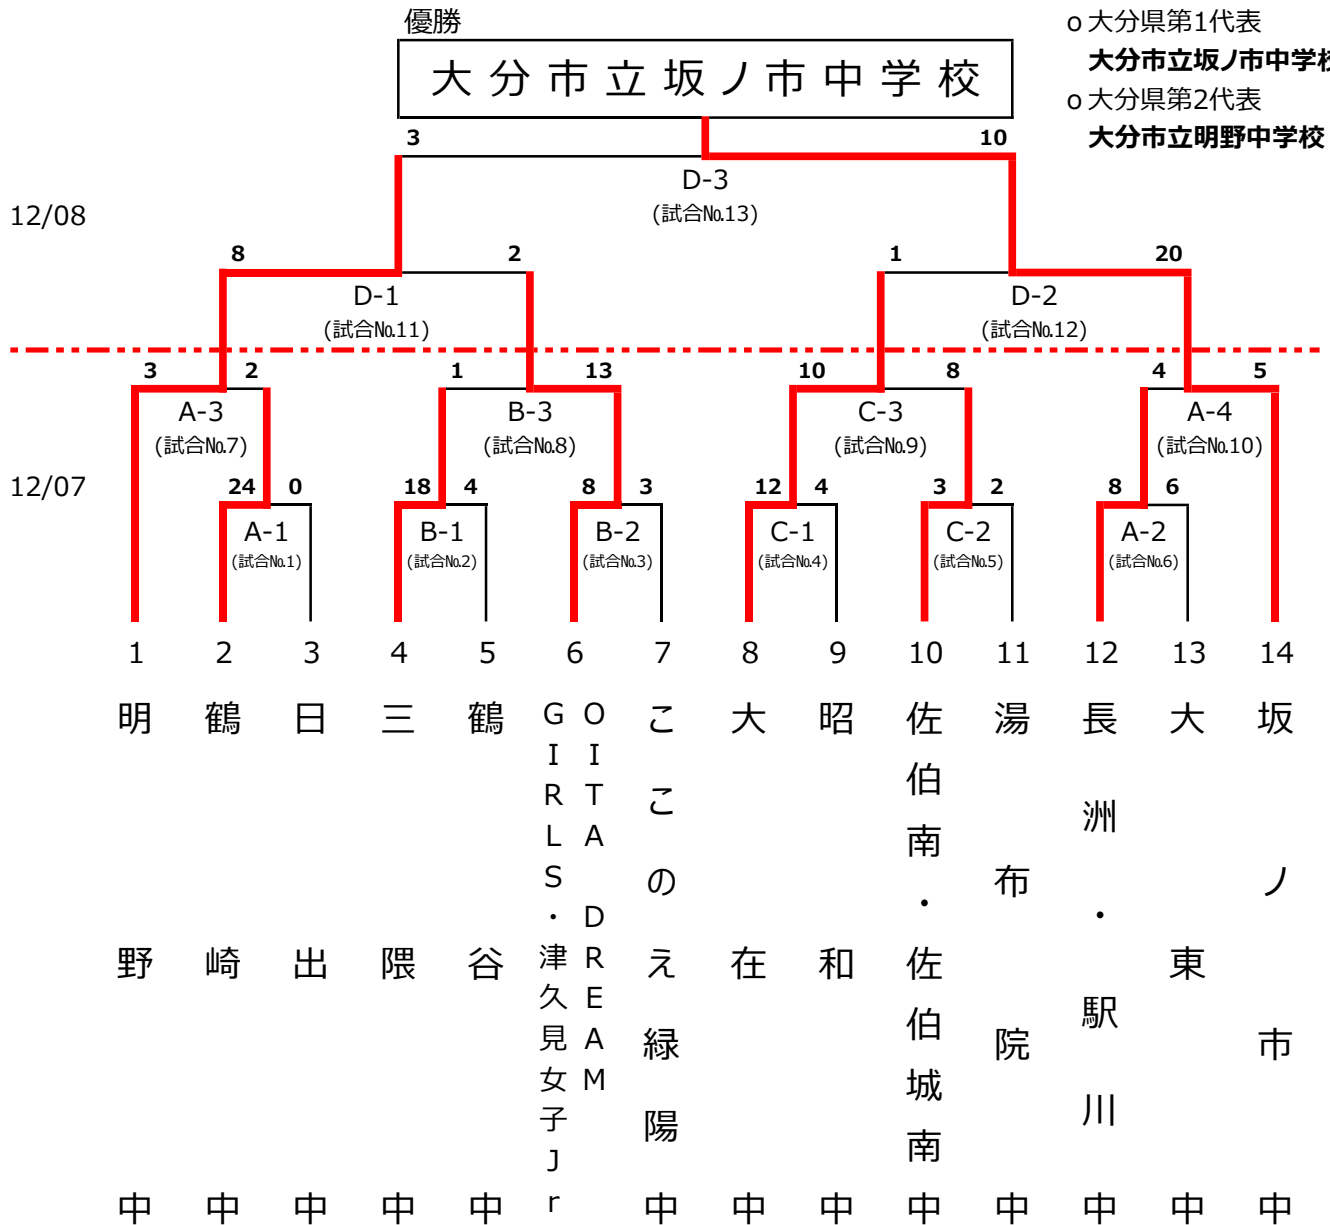 優勝
大分市立坂ノ市中学校
o 大分県第1代表
大分市立坂ノ市中学校
o 大分県第2代表
大分市立明野中学校
3 10
D-3
(試合№13)
12/08
8 2 1 20
D-1 D-2
(試合№11) (試合№12)
3 2 1 13 10 8 4 5
A-3 B-3 C-3 A-4
(試合№7) (試合№8) (試合№9) (試合№10)
12/07
24 0 18 4 8 3 12 4 3 2 8 6
A-1 B-1 B-2 C-1 C-2 A-2
(試合№1) (試合№2) (試合№3) (試合№4) (試合№5) (試合№6)
1 2 3 4 5 6 7 8 9 10 11 12 13 14
明野中
鶴崎中
日出中
三隈中
鶴谷中
OITA DREAM
GIRLS・津久見女子Jr
ここのえ緑陽中
大在中
昭和中
佐伯南・佐伯城南中
湯布院中
長洲・駅川中
大東中
坂ノ市中